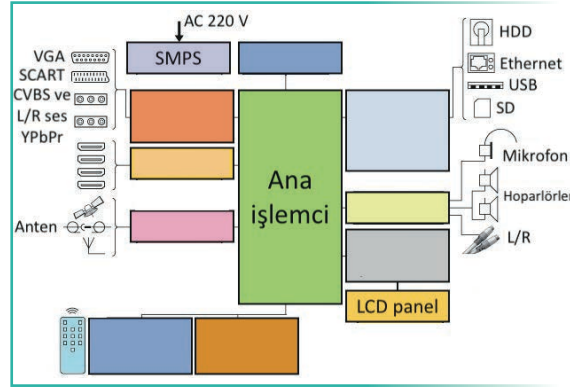 AC 220 V
VGA
SCART
CVBS ve
L/R ses
YPbPr
Anten
SMPS
Ana
işlemci
LCD panel
HDD
Ethernet
USB
SD
Mikrofon
Hoparlörler
L/R